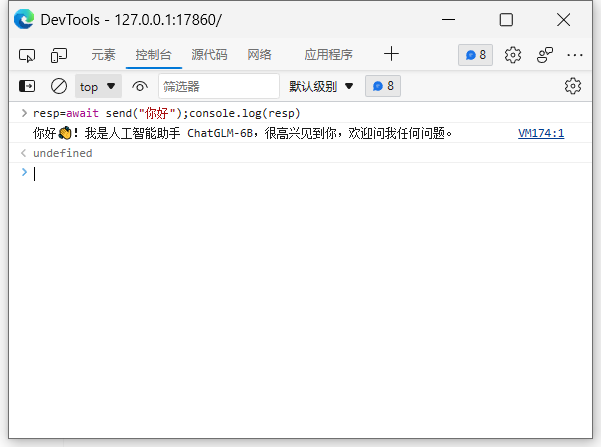 DevTools - 127.0.0.1:17860/
元素 控制台 源代码 网络 应用程序 8
top 筛选器 默认级别 8
resp=await send("你好");console.log(resp)
你好👏! 我是人工智能助手 ChatGLM-6B，很高兴见到你，欢迎问我任何问题。 VM174:1
undefined